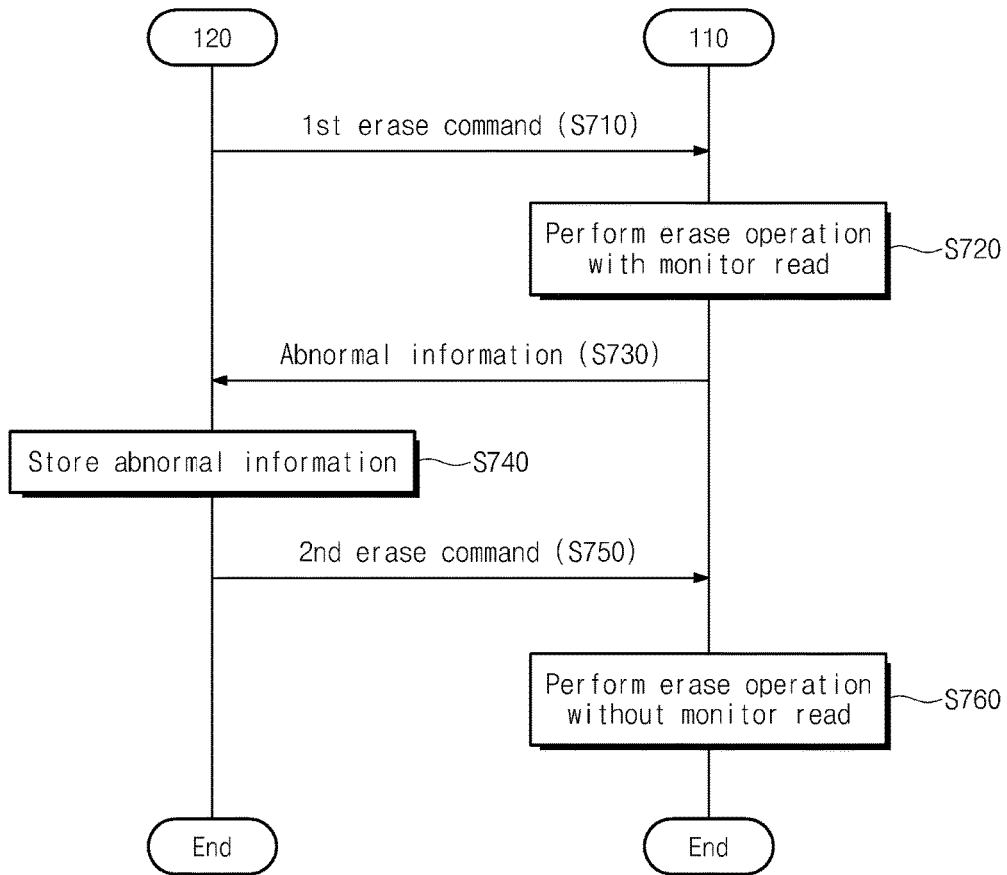 120
110
1st erase command (S710)
Perform erase operation
with monitor read
S720
Abnormal information (S730)
Store abnormal information
S740
2nd erase command (S750)
Perform erase operation
without monitor read
S760
End
End